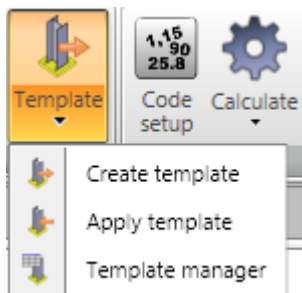 1,15
90
25.8
Template
Code
setup
Calculate
Create template
Apply template
Template manager